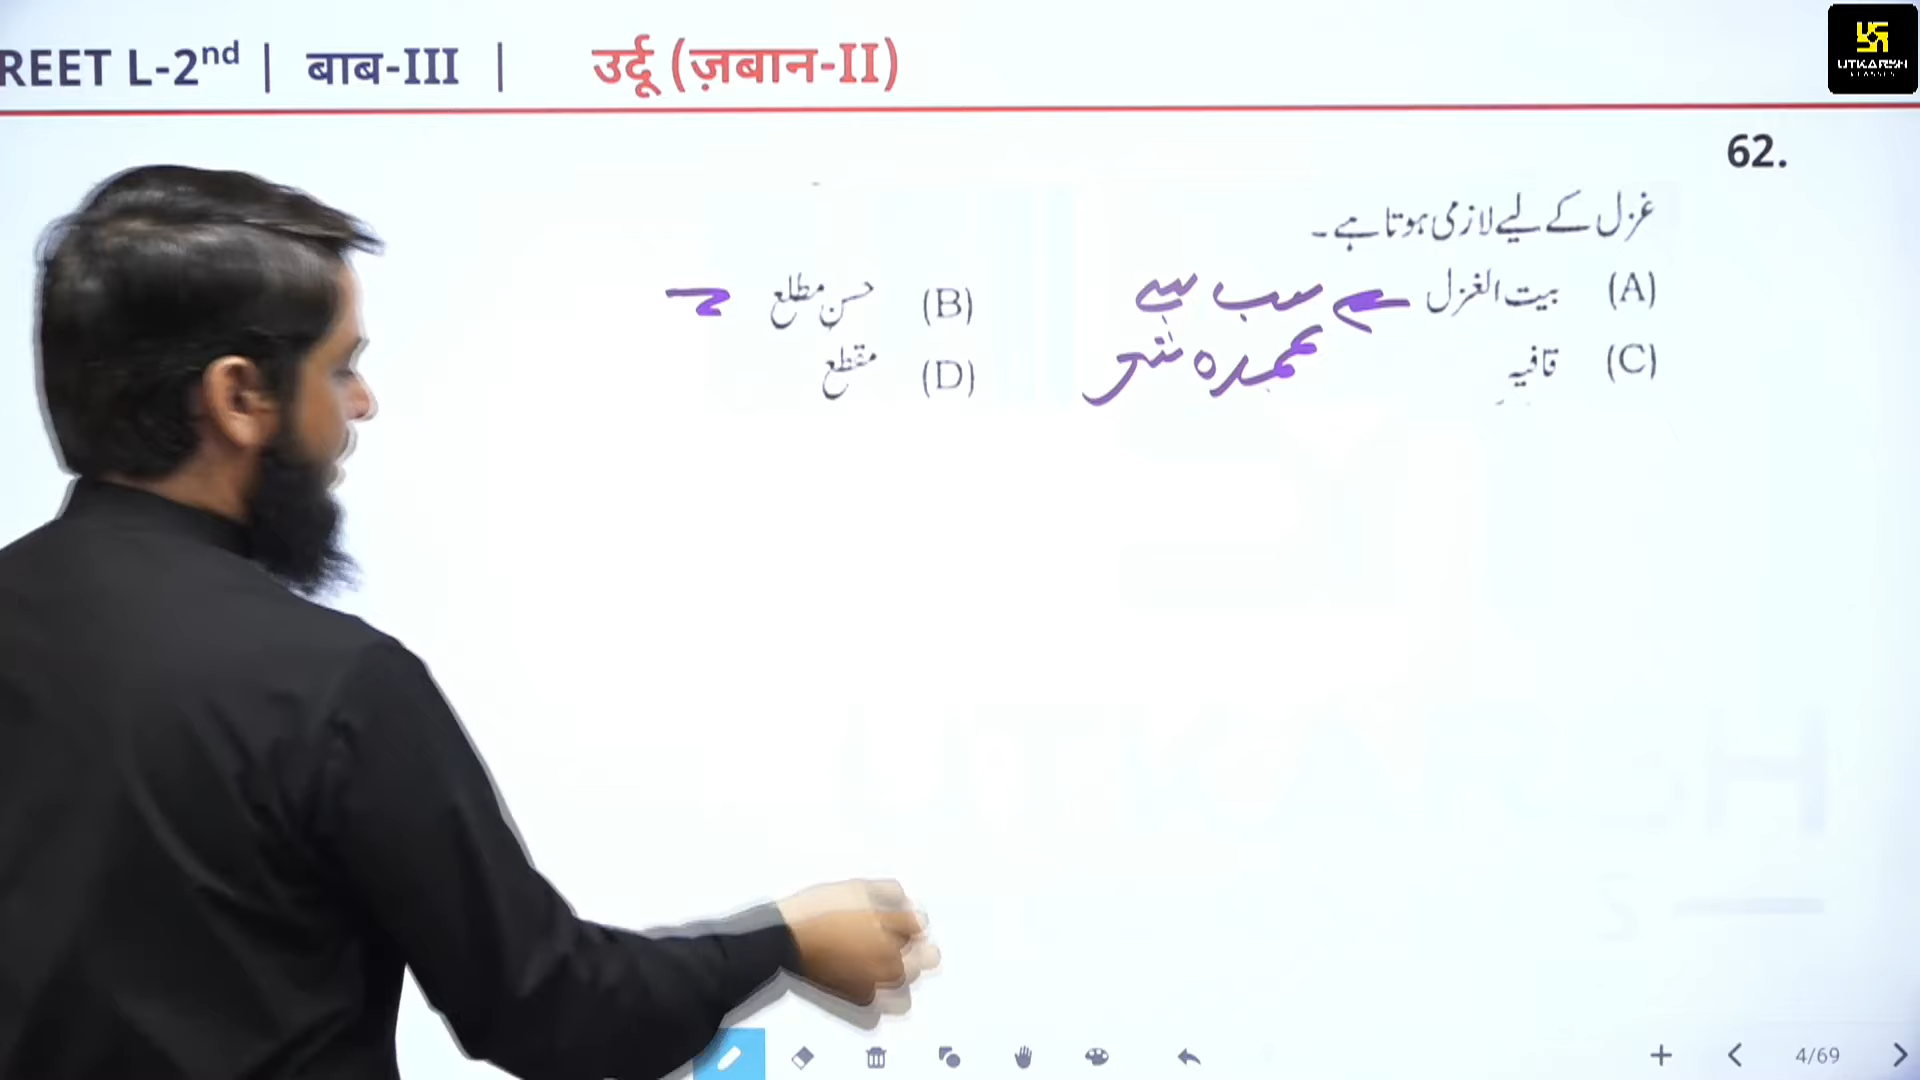 REET L-2nd | बाब-III | उर्दू (ज़बान-II)
UTKARSH
CLASSES
62.
غزل کے لیے لازمی ہوتا ہے ۔
(A) بیت الغزل سب سے
عمدہ شعر
(B) حسنِ مطلع
(C) قافیہ
(D) مقطع
4/69